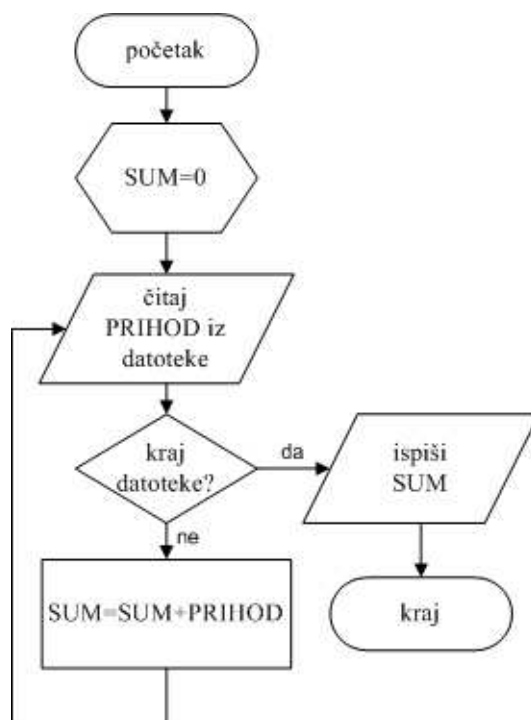 početak
SUM=0
čitaj
PRIHOD iz
datoteke
kraj
datoteke?
da
ispiši
SUM
ne
SUM=SUM+PRIHOD
kraj